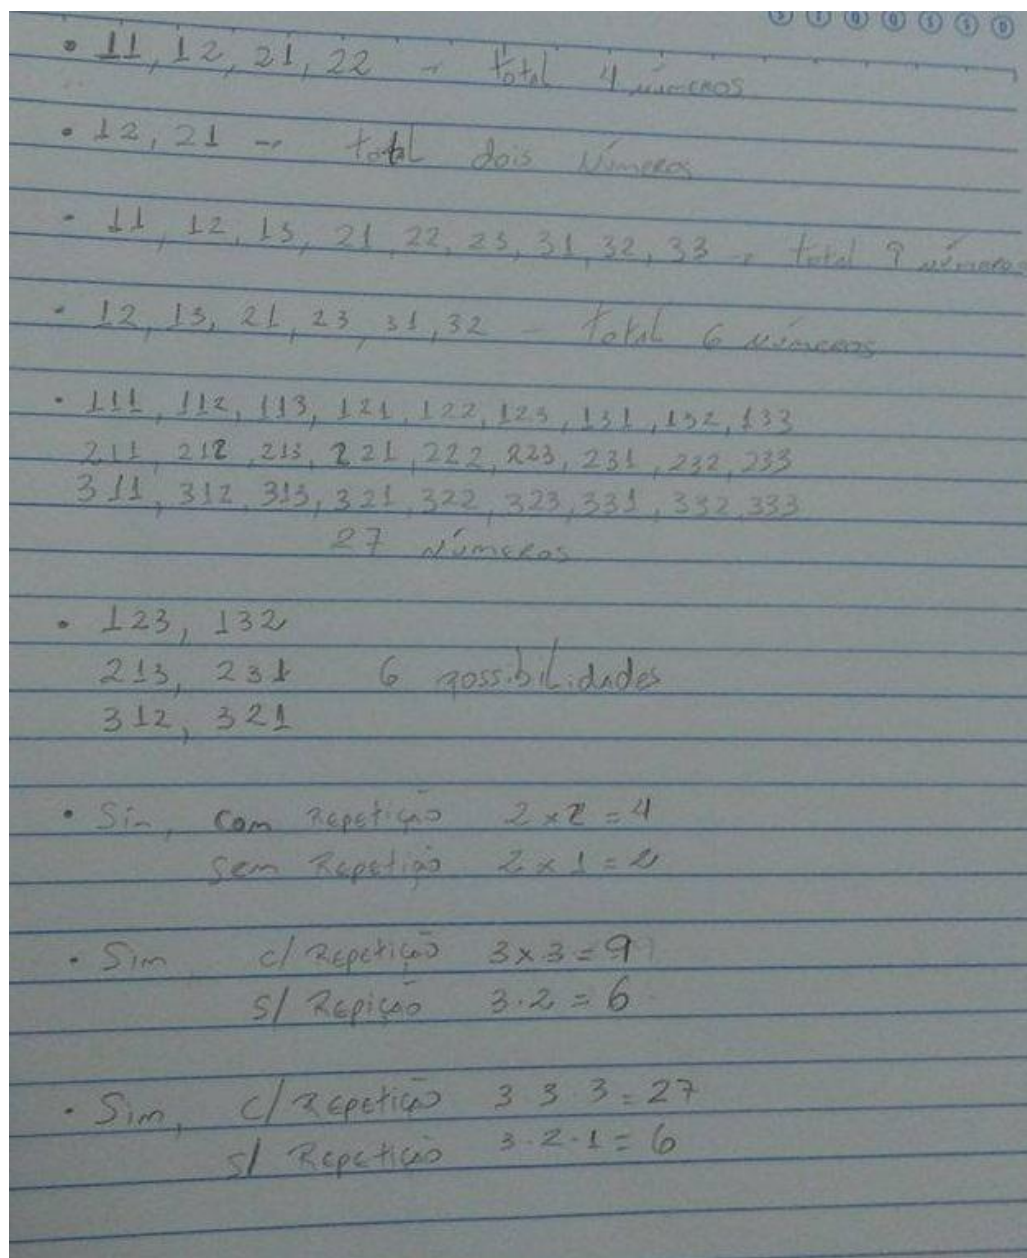 S T Q Q S S D
• 11, 12, 21, 22 - total 4 números
• 12, 21 - total dois Números
- 11, 12, 13, 21, 22, 23, 31, 32, 33 - total 9 números
- 12, 13, 21, 23, 31, 32 - total 6 números
• 111, 112, 113, 121, 122, 123, 131, 132, 133
211, 212, 213, 221, 222, 223, 231, 232, 233
311, 312, 313, 321, 322, 323, 331, 332, 333
27 Números
• 123, 132
213, 231 6 possibilidades
312, 321
• Sim, com Repetição 2 x 2 = 4
Sem Repetição 2 x 1 = 2
• Sim c/ Repetição 3 x 3 = 9
S/ Repição 3 · 2 = 6
• Sim, c/ Repetição 3 3 · 3 = 27
s/ Repetição 3 · 2 · 1 = 6